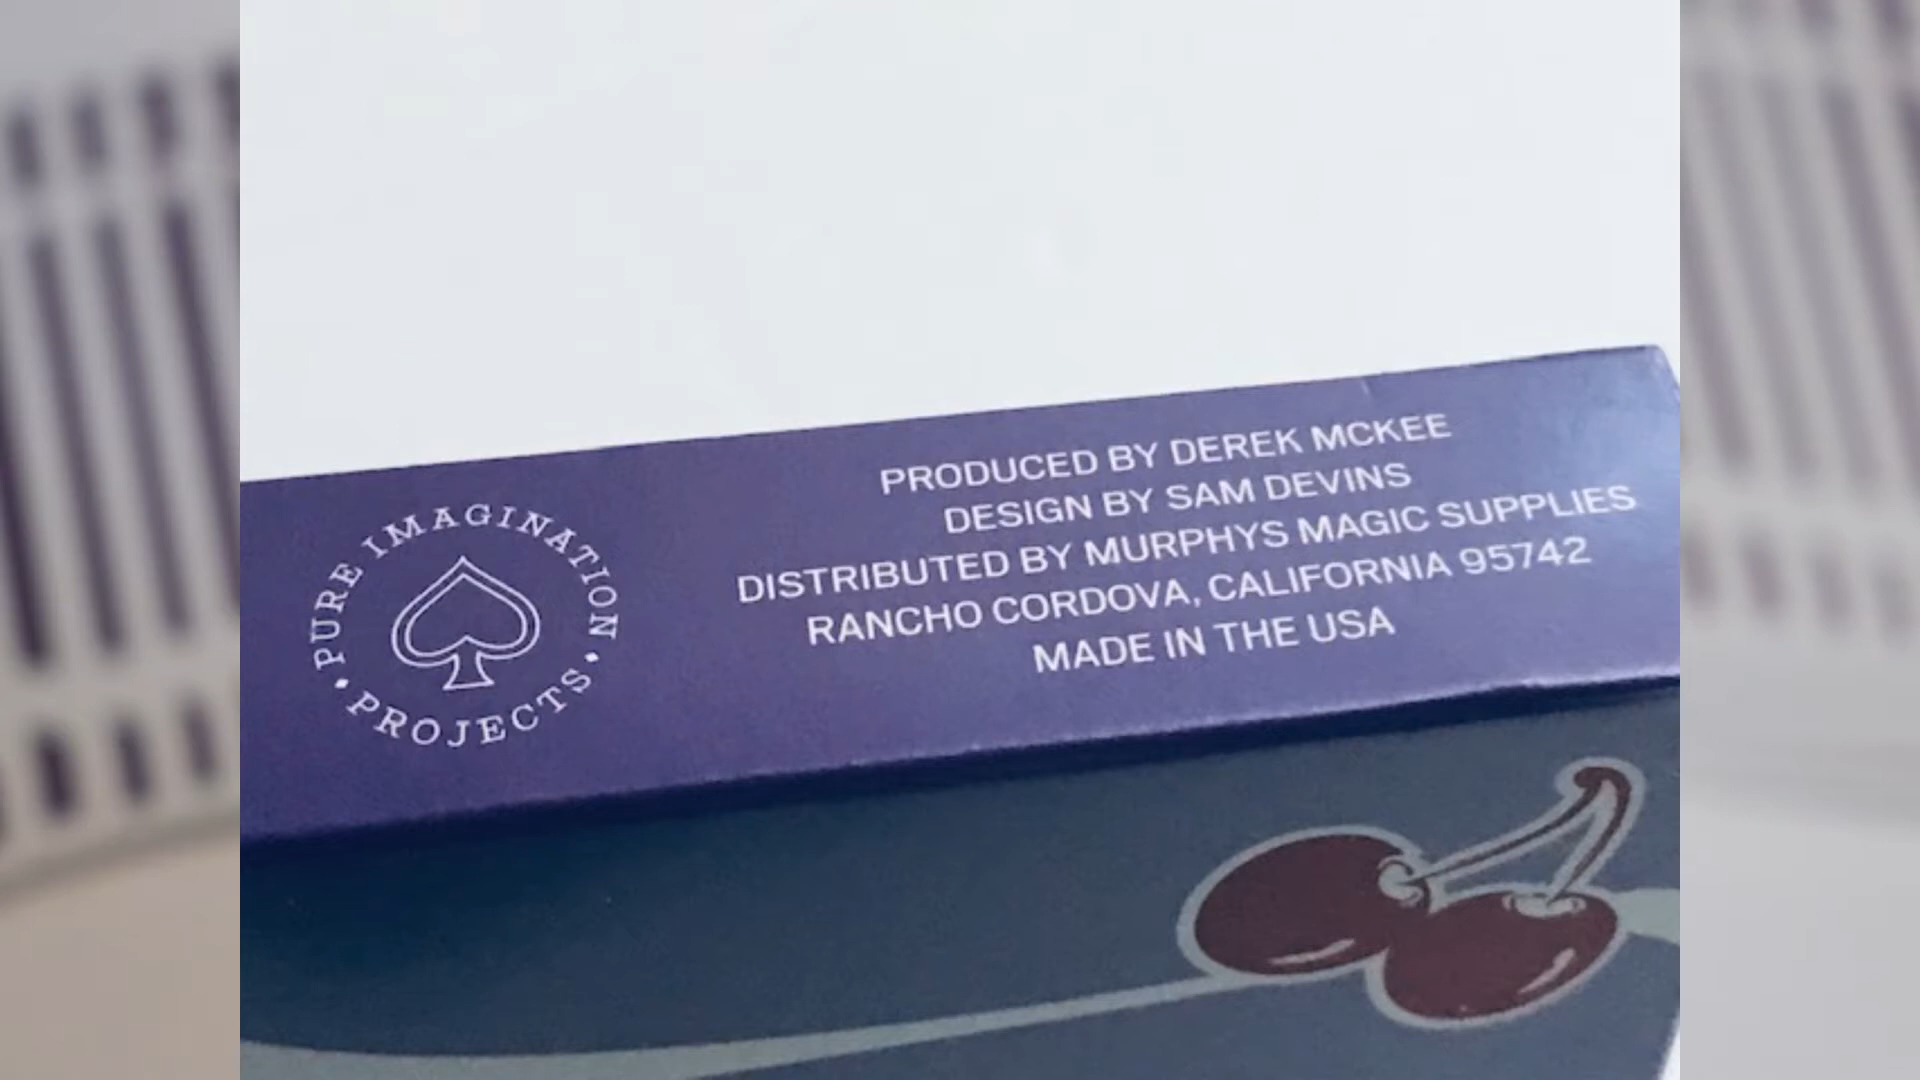 PURE IMAGINATION
PROJECTS
PRODUCED BY DEREK MCKEE
DESIGN BY SAM DEVINS
DISTRIBUTED BY MURPHYS MAGIC SUPPLIES
RANCHO CORDOVA, CALIFORNIA 95742
MADE IN THE USA